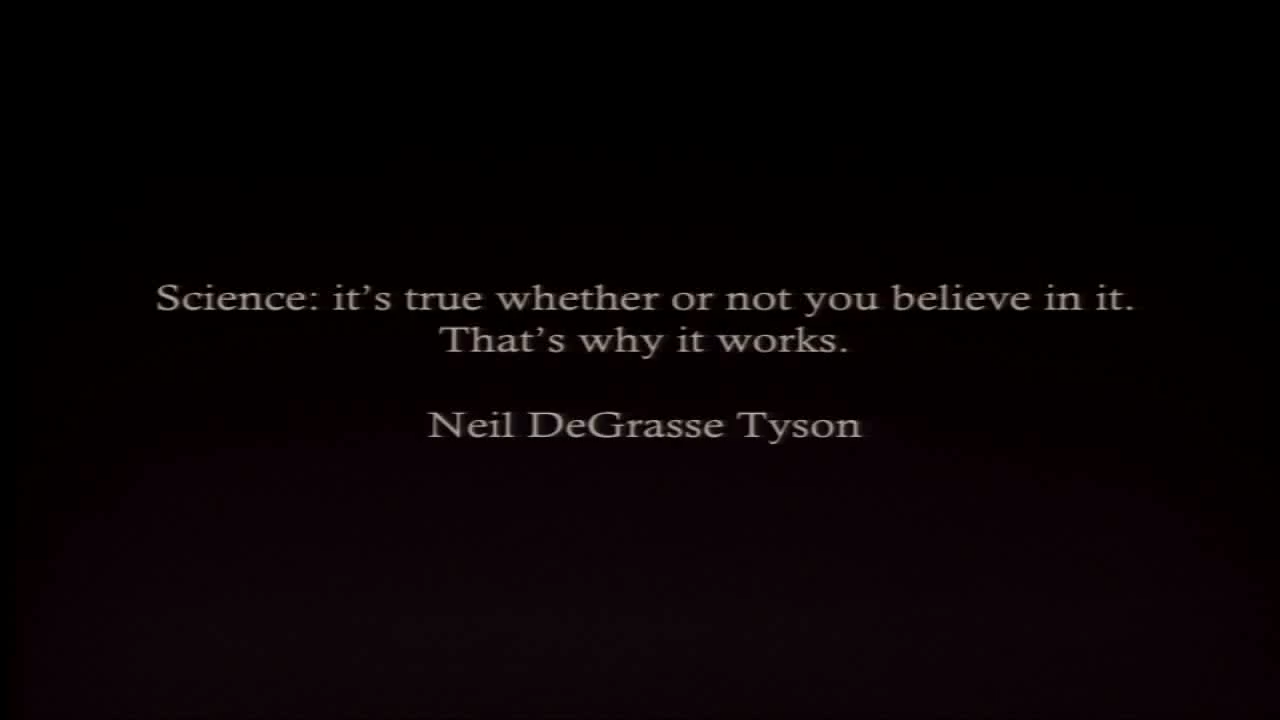 Science: it's true whether or not you believe in it.
That's why it works.
Neil DeGrasse Tyson